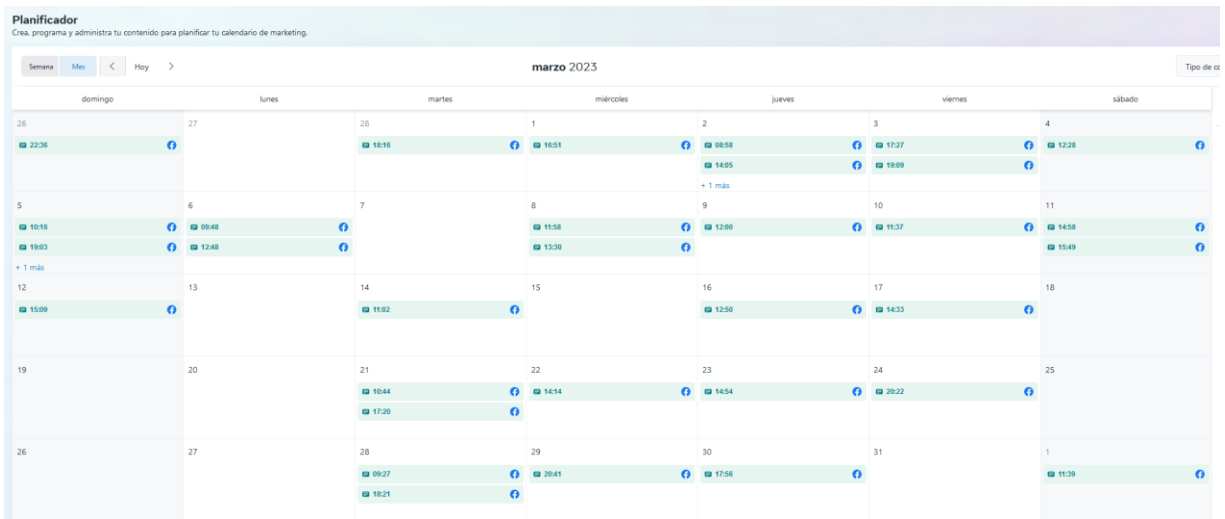 Planificador
Crea, programa y administra tu contenido para planificar tu calendario de marketing.
Semana Mes < Hoy > marzo 2023 Tipo de co
domingo lunes martes miércoles jueves viernes sábado
26 27 28 1 2 3 4
22:36 18:16 16:51 08:58 17:27 12:28
14:05 19:09
+ 1 más
5 6 7 8 9 10 11
10:18 09:48 11:58 12:00 11:37 14:58
19:03 12:48 13:30 15:49
+ 1 más
12 13 14 15 16 17 18
15:09 11:02 12:50 14:33
19 20 21 22 23 24 25
10:44 14:14 14:54 20:22
17:20
26 27 28 29 30 31 1
09:27 20:41 17:56 11:39
18:21